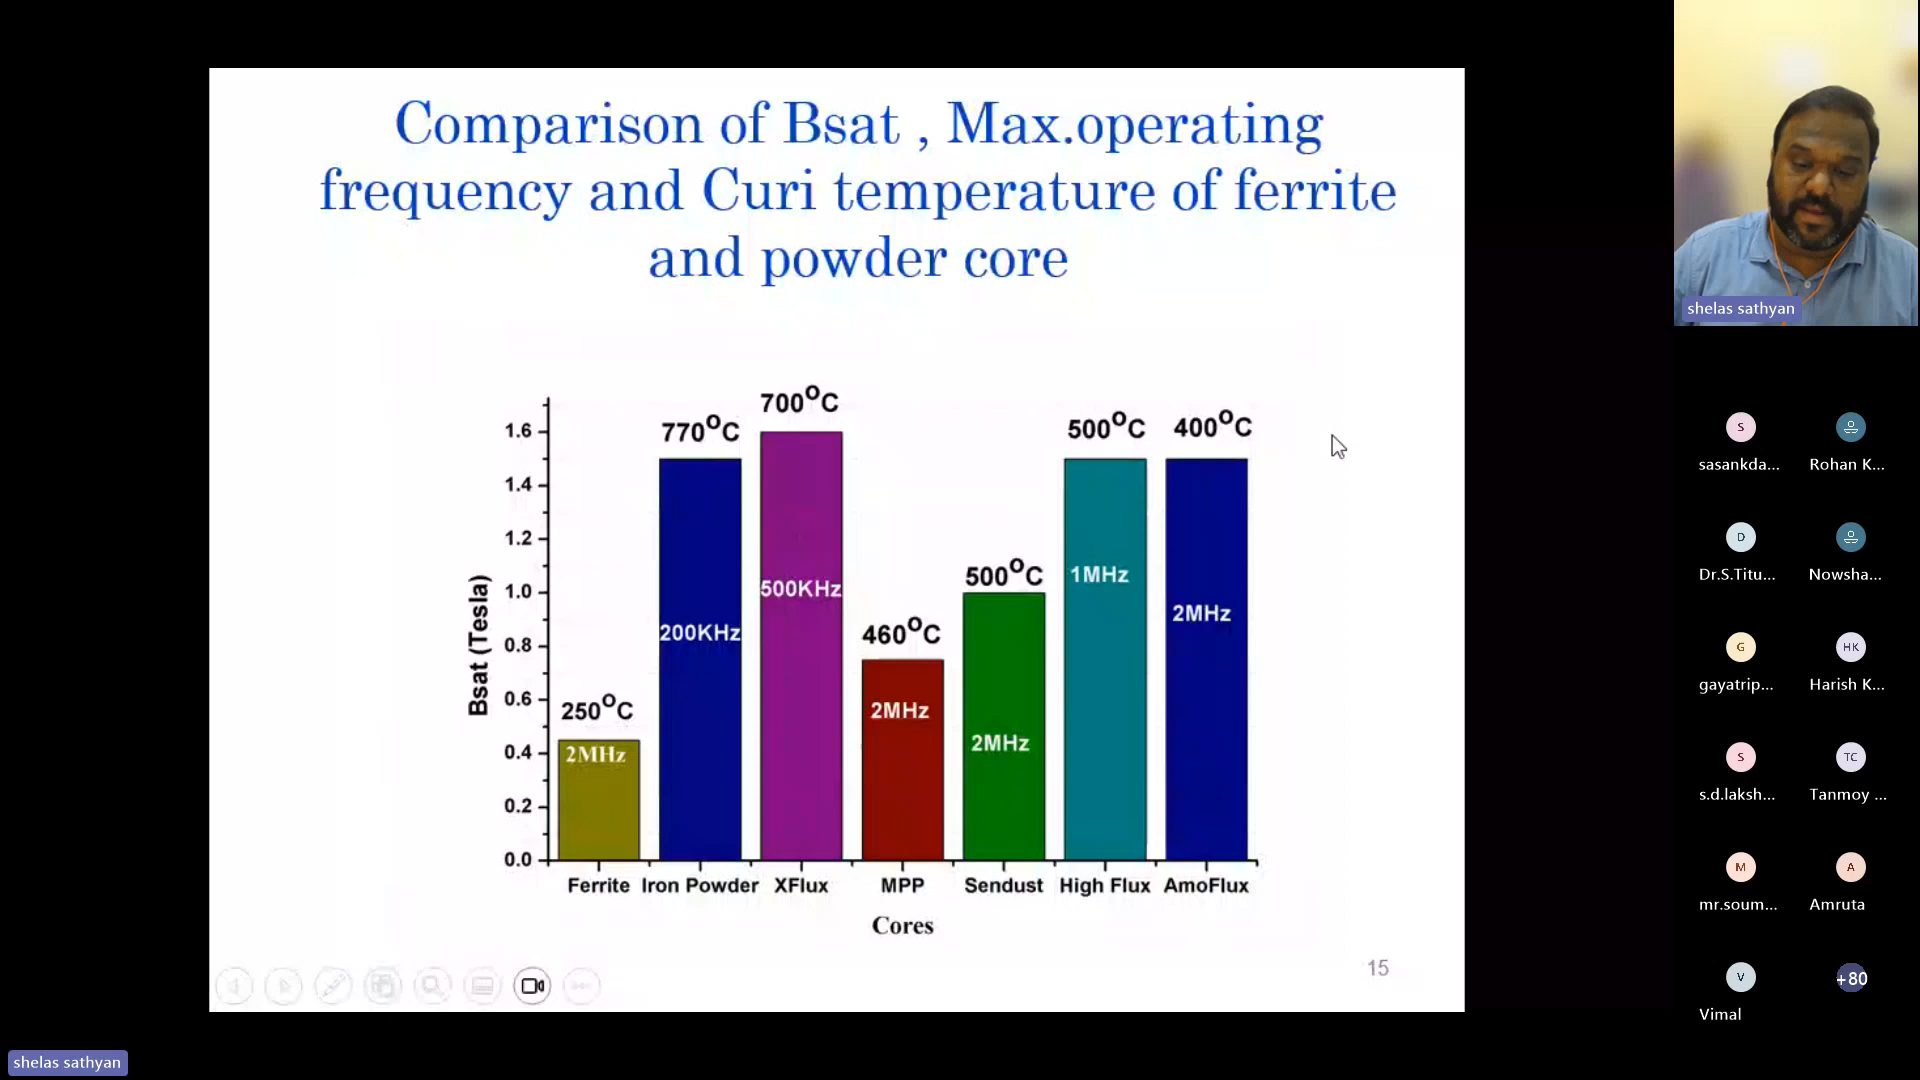 Comparison of Bsat , Max.operating
frequency and Curi temperature of ferrite
and powder core
Bsat (Tesla)
1.6
1.4
1.2
1.0
0.8
0.6
0.4
0.2
0.0
250°C
770°C
700°C
460°C
500°C
500°C
400°C
2MHz
200KHz
500KHz
2MHz
2MHz
1MHz
2MHz
Ferrite Iron Powder XFlux MPP Sendust High Flux AmoFlux
Cores
15
shelas sathyan
S
sasankda...
Rohan K...
D
Dr.S.Titu...
Nowsha...
G
gayatrip...
HK
Harish K...
S
s.d.laksh...
TC
Tanmoy ...
M
mr.soum...
A
Amruta
V
Vimal
+80
shelas sathyan